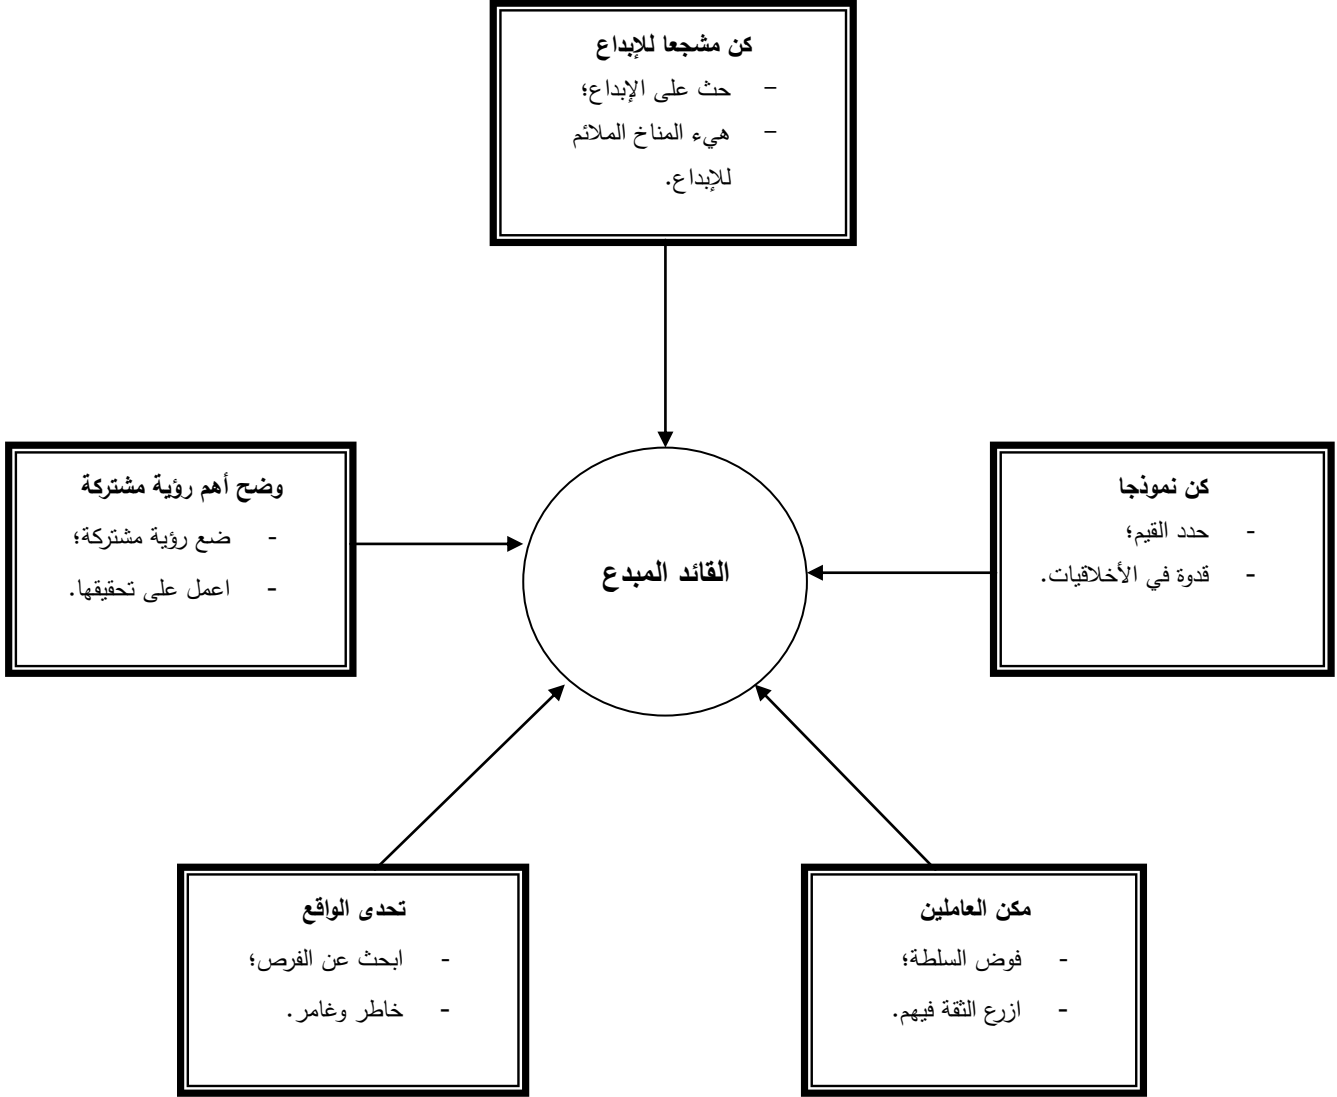 كن مشجعا للإبداع
- حث على الإبداع؛
- هيء المناخ الملائم
للإبداع.
كن نموذجا
- حدد القيم؛
- قدوة في الأخلاقيات.
وضح أهم رؤية مشتركة
- ضع رؤية مشتركة؛
- اعمل على تحقيقها.
القائد المبدع
مكن العاملين
- فوض السلطة؛
- ازرع الثقة فيهم.
تحدى الواقع
- ابحث عن الفرص؛
- خاطر وغامر.